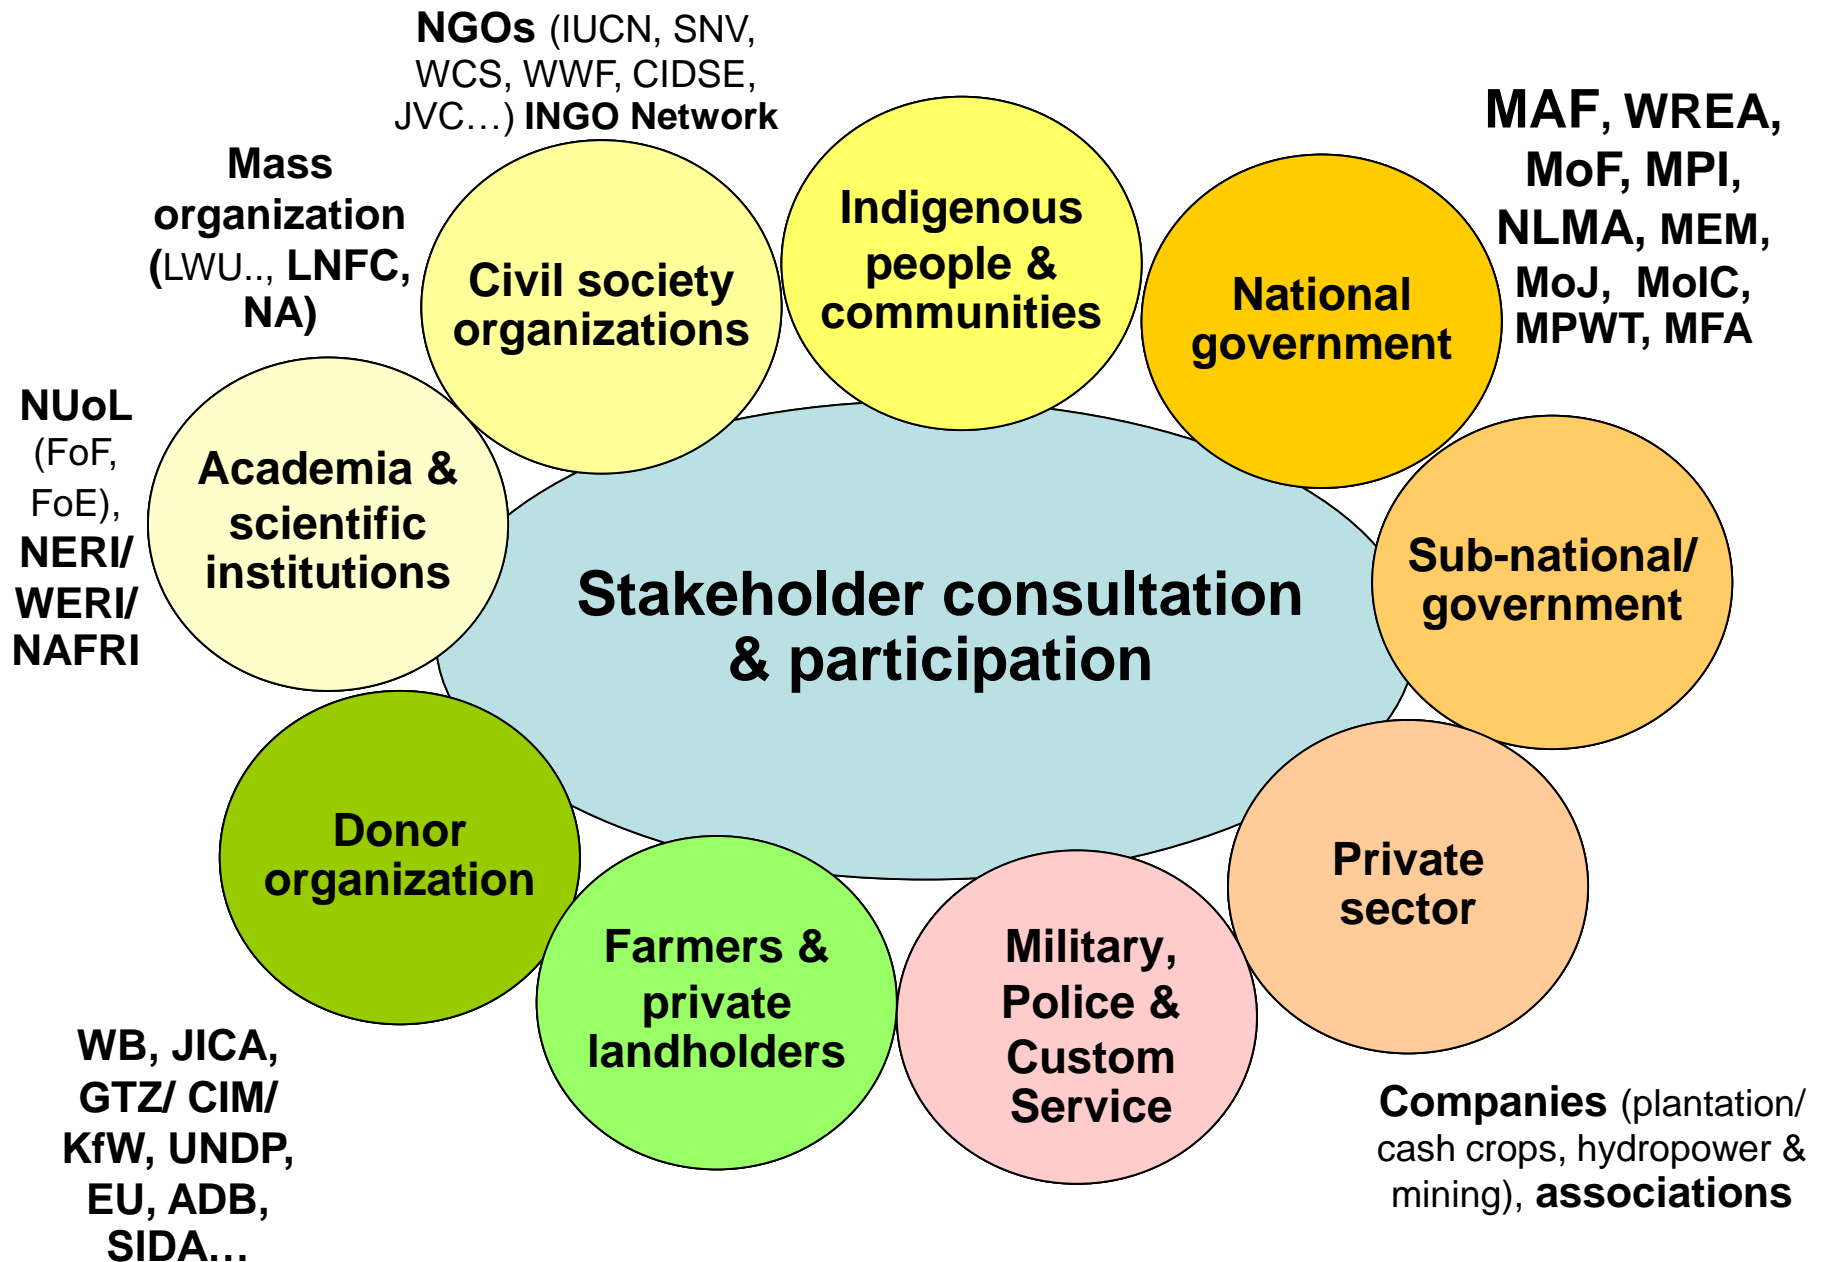 NGOs (IUCN, SNV,
WCS, WWF, CIDSE,
JVC…) INGO Network
Mass
organization
(LWU.., LNFC,
NA)
MAF, WREA,
MoF, MPI,
NLMA, MEM,
MoJ, MoIC,
MPWT, MFA
Indigenous
people &
communities
Civil society
organizations
National
government
NUoL
(FoF,
FoE),
NERI/
WERI/
NAFRI
Academia &
scientific
institutions
Sub-national/
government
Stakeholder consultation
& participation
Donor
organization
Private
sector
Farmers &
private
landholders
Military,
Police &
Custom
Service
WB, JICA,
GTZ/ CIM/
KfW, UNDP,
EU, ADB,
SIDA…
Companies (plantation/
cash crops, hydropower &
mining), associations